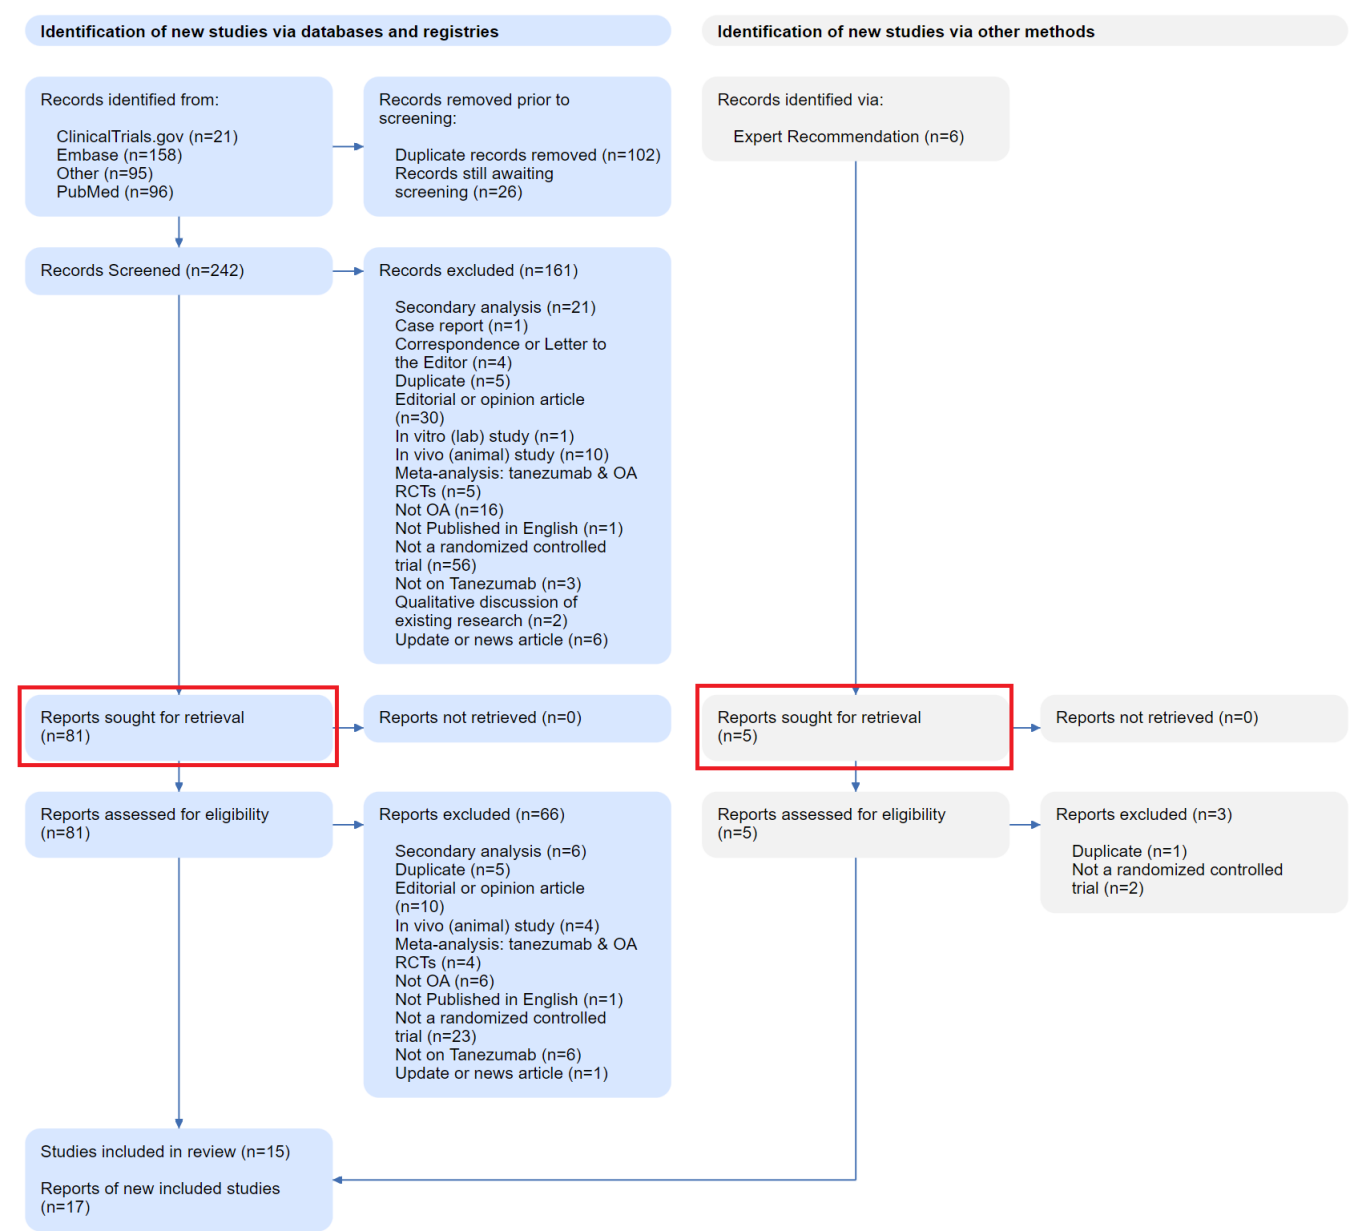 Identification of new studies via databases and registries
Identification of new studies via other methods
Records identified from:
ClinicalTrials.gov (n=21)
Embase (n=158)
Other (n=95)
PubMed (n=96)
Records removed prior to
screening:
Duplicate records removed (n=102)
Records still awaiting
screening (n=26)
Records identified via:
Expert Recommendation (n=6)
Records Screened (n=242)
Records excluded (n=161)
Secondary analysis (n=21)
Case report (n=1)
Correspondence or Letter to
the Editor (n=4)
Duplicate (n=5)
Editorial or opinion article
(n=30)
In vitro (lab) study (n=1)
In vivo (animal) study (n=10)
Meta-analysis: tanezumab & OA
RCTs (n=5)
Not OA (n=16)
Not Published in English (n=1)
Not a randomized controlled
trial (n=56)
Not on Tanezumab (n=3)
Qualitative discussion of
existing research (n=2)
Update or news article (n=6)
Reports sought for retrieval
(n=81)
Reports not retrieved (n=0)
Reports sought for retrieval
(n=5)
Reports not retrieved (n=0)
Reports assessed for eligibility
(n=81)
Reports excluded (n=66)
Secondary analysis (n=6)
Duplicate (n=5)
Editorial or opinion article
(n=10)
In vivo (animal) study (n=4)
Meta-analysis: tanezumab & OA
RCTs (n=4)
Not OA (n=6)
Not Published in English (n=1)
Not a randomized controlled
trial (n=23)
Not on Tanezumab (n=6)
Update or news article (n=1)
Reports assessed for eligibility
(n=5)
Reports excluded (n=3)
Duplicate (n=1)
Not a randomized controlled
trial (n=2)
Studies included in review (n=15)
Reports of new included studies
(n=17)